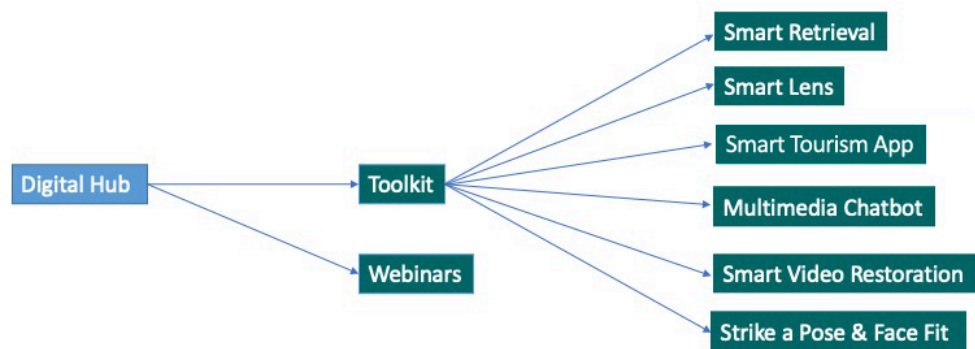 Digital Hub
Toolkit
Webinars
Smart Retrieval
Smart Lens
Smart Tourism App
Multimedia Chatbot
Smart Video Restoration
Strike a Pose & Face Fit